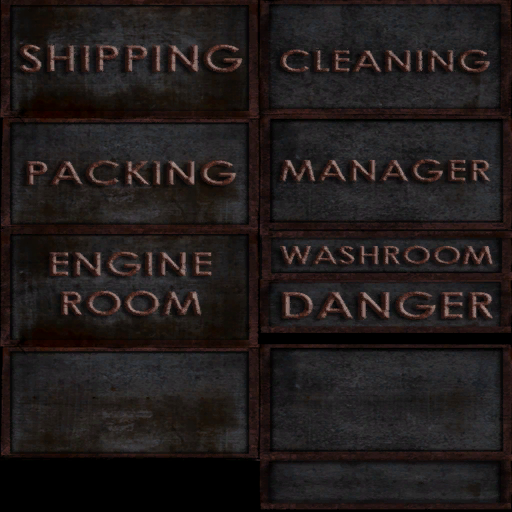 SHIPPING
CLEANING
PACKING
MANAGER
ENGINE
ROOM
WASHROOM
DANGER